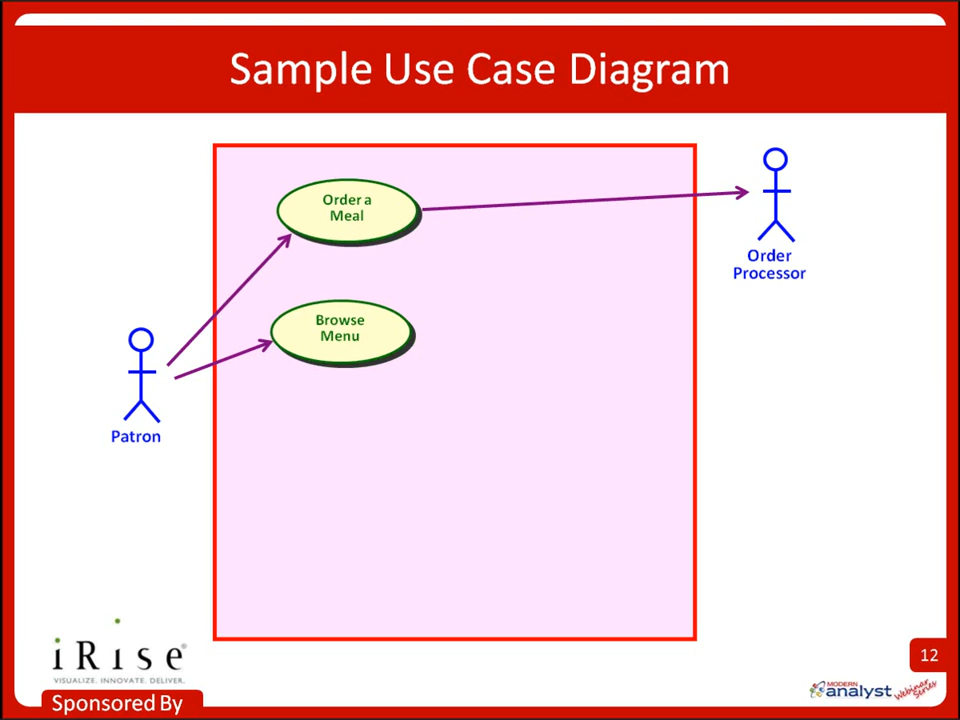 Sample Use Case Diagram
Order a
Meal
Order
Processor
Browse
Menu
Patron
iRise®
VISUALIZE. INNOVATE. DELIVER.
Sponsored By
12
MODERN
analyst
Webinar
Series